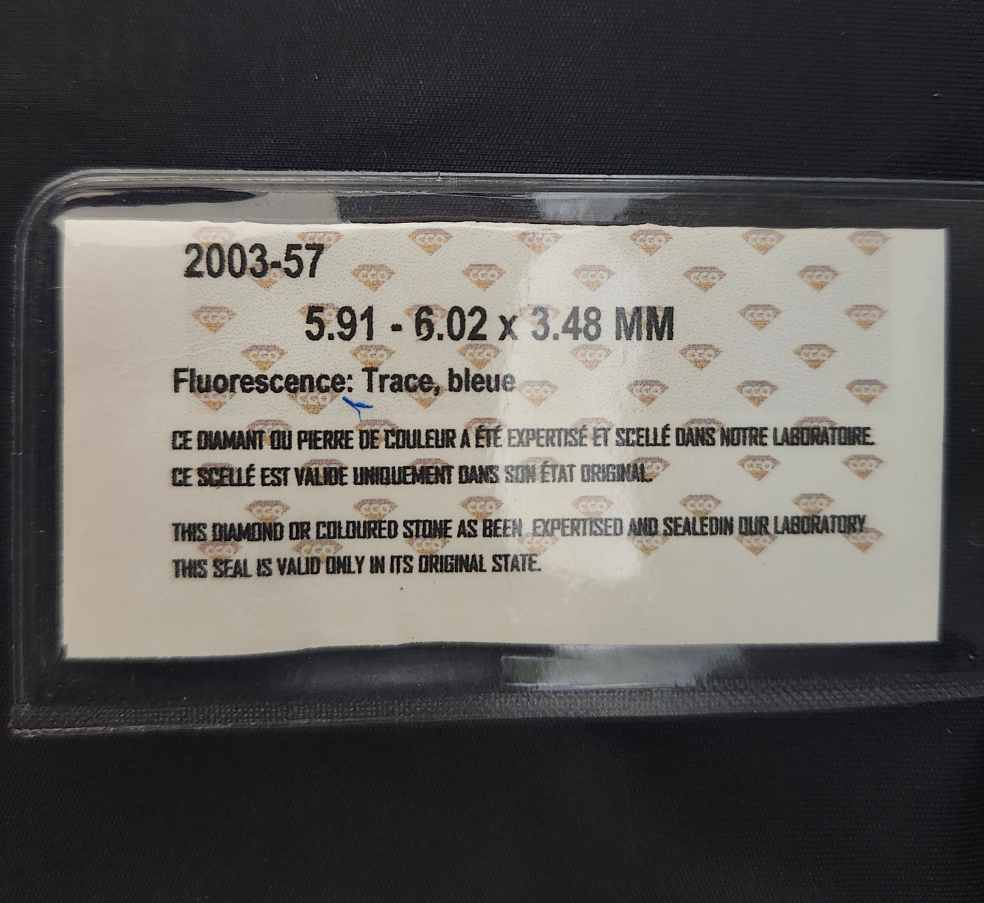 2003-57
5.91 - 6.02 x 3.48 MM
Fluorescence: Trace, bleue
CE DIAMANT OU PIERRE DE COULEUR A ÉTÉ EXPERTISÉ ET SCELLÉ DANS NOTRE LABORATOIRE.
CE SCELLÉ EST VALIDE UNIQUEMENT DANS SON ÉTAT ORIGINAL.
THIS DIAMOND OR COLOURED STONE AS BEEN EXPERTISED AND SEALEDIN OUR LABORATORY
THIS SEAL IS VALID ONLY IN ITS ORIGINAL STATE.